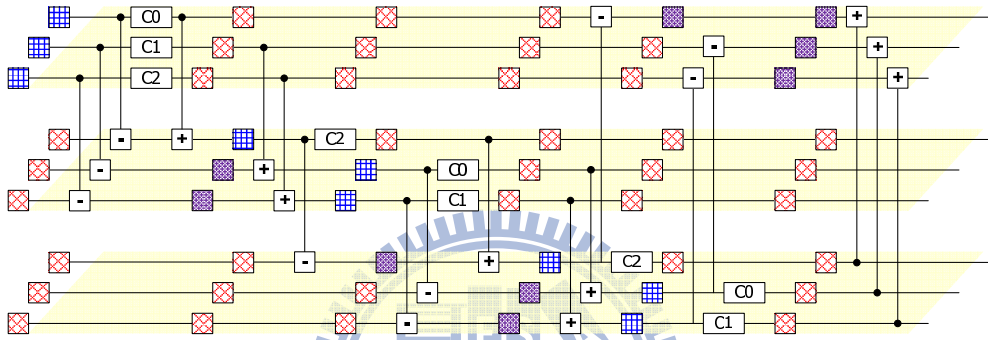 C0 - +
C1 - +
C2 - +
- + C2
- + C0
- + C1
- + C2
- + C0
- + C1